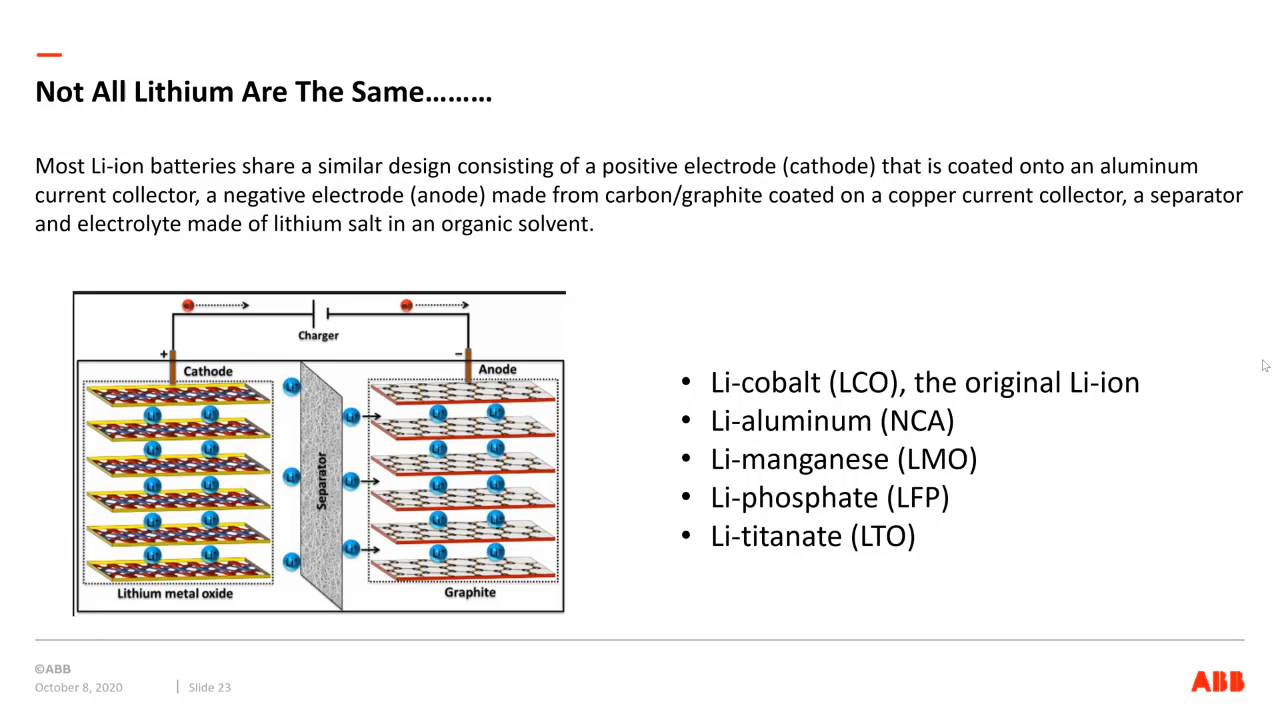 Not All Lithium Are The Same………
Most Li-ion batteries share a similar design consisting of a positive electrode (cathode) that is coated onto an aluminum
current collector, a negative electrode (anode) made from carbon/graphite coated on a copper current collector, a separator
and electrolyte made of lithium salt in an organic solvent.
Charger
+
–
Cathode
Anode
Separator
Lithium metal oxide
Graphite
• Li-cobalt (LCO), the original Li-ion
• Li-aluminum (NCA)
• Li-manganese (LMO)
• Li-phosphate (LFP)
• Li-titanate (LTO)
©ABB
October 8, 2020 | Slide 23
ABB